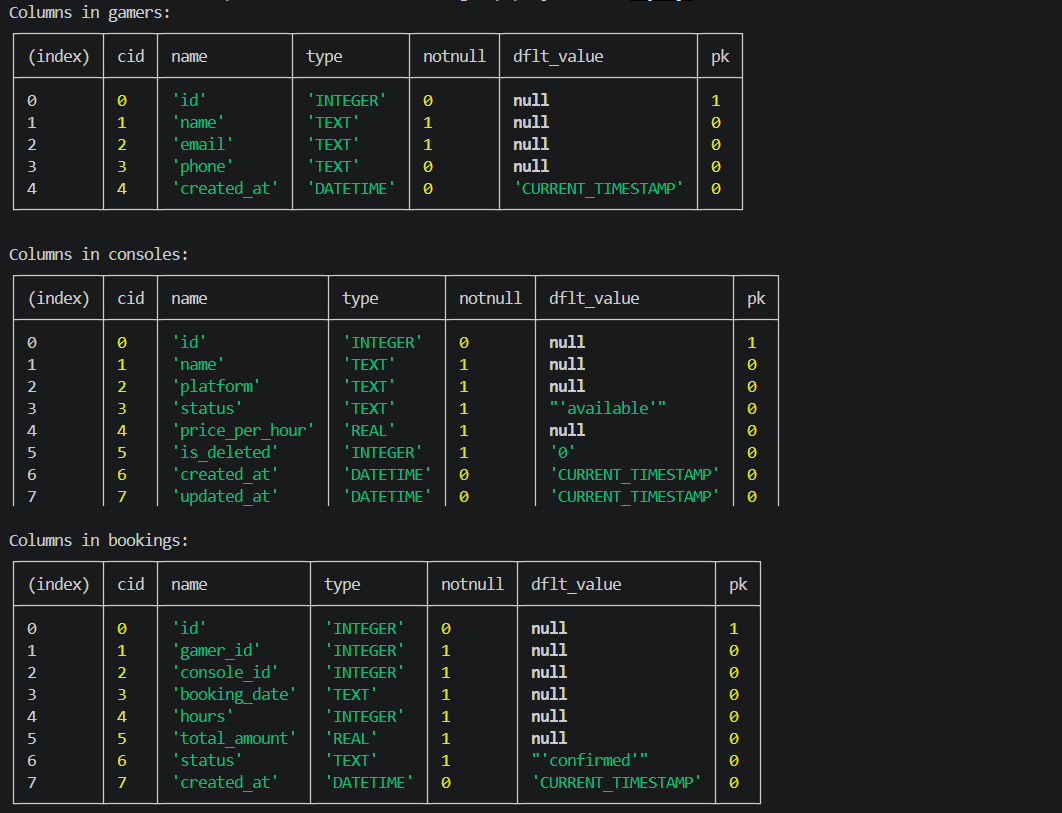 Columns in gamers:
(index) cid name type notnull dflt_value pk
0 0 'id' 'INTEGER' 0 null 1
1 1 'name' 'TEXT' 1 null 0
2 2 'email' 'TEXT' 1 null 0
3 3 'phone' 'TEXT' 0 null 0
4 4 'created_at' 'DATETIME' 0 'CURRENT_TIMESTAMP' 0
Columns in consoles:
(index) cid name type notnull dflt_value pk
0 0 'id' 'INTEGER' 0 null 1
1 1 'name' 'TEXT' 1 null 0
2 2 'platform' 'TEXT' 1 null 0
3 3 'status' 'TEXT' 1 "'available'" 0
4 4 'price_per_hour' 'REAL' 1 null 0
5 5 'is_deleted' 'INTEGER' 1 '0' 0
6 6 'created_at' 'DATETIME' 0 'CURRENT_TIMESTAMP' 0
7 7 'updated_at' 'DATETIME' 0 'CURRENT_TIMESTAMP' 0
Columns in bookings:
(index) cid name type notnull dflt_value pk
0 0 'id' 'INTEGER' 0 null 1
1 1 'gamer_id' 'INTEGER' 1 null 0
2 2 'console_id' 'INTEGER' 1 null 0
3 3 'booking_date' 'TEXT' 1 null 0
4 4 'hours' 'INTEGER' 1 null 0
5 5 'total_amount' 'REAL' 1 null 0
6 6 'status' 'TEXT' 1 "'confirmed'" 0
7 7 'created_at' 'DATETIME' 0 'CURRENT_TIMESTAMP' 0